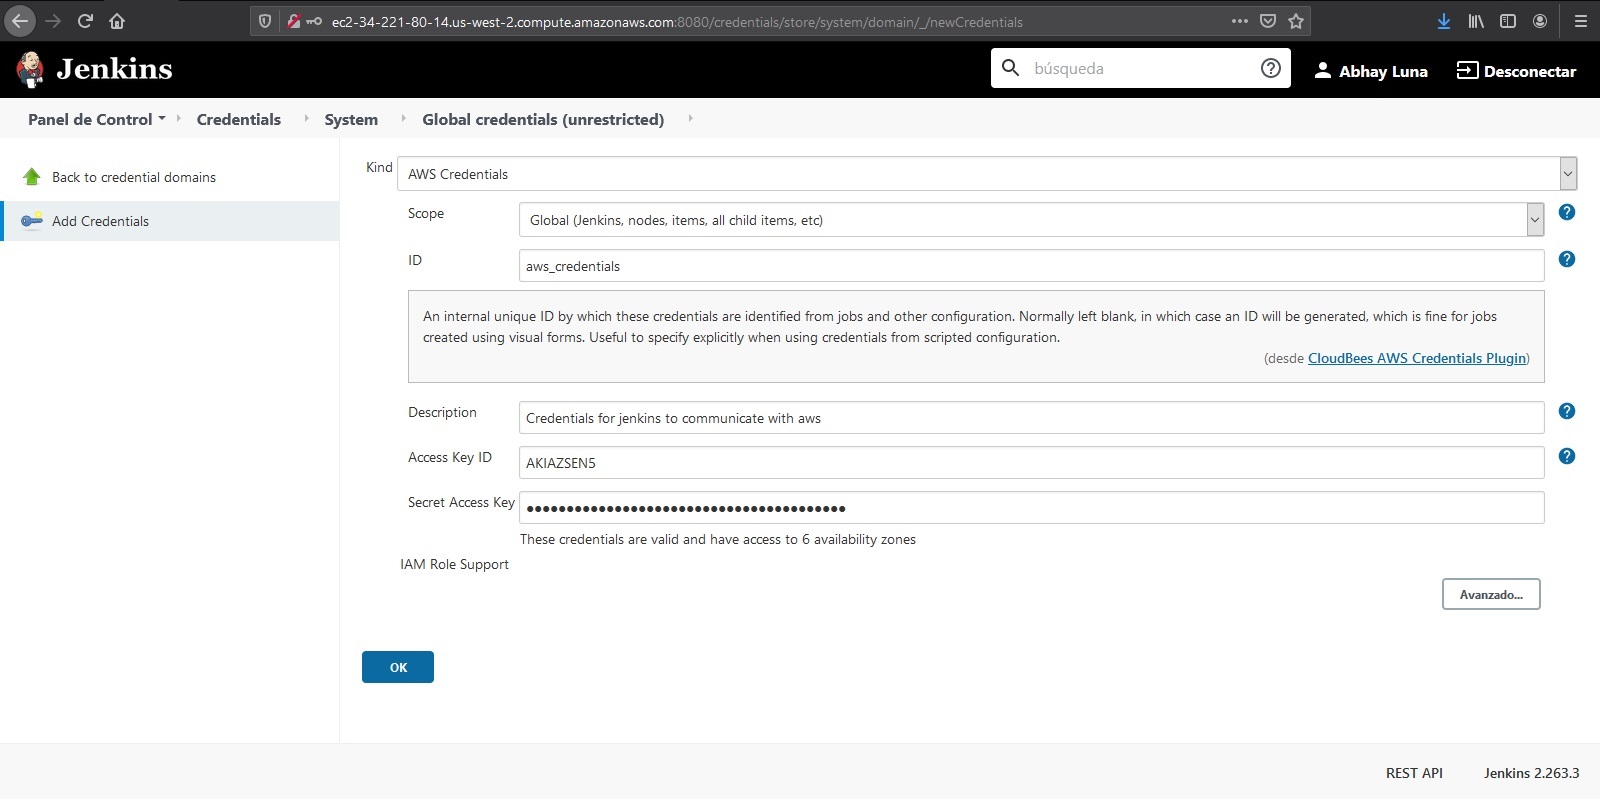 ec2-34-221-80-14.us-west-2.compute.amazonaws.com:8080/credentials/store/system/domain/_/newCredentials
Jenkins
búsqueda
Abhay Luna
Desconectar
Panel de Control
Credentials
System
Global credentials (unrestricted)
Back to credential domains
Add Credentials
Kind
AWS Credentials
Scope
Global (Jenkins, nodes, items, all child items, etc)
ID
aws_credentials
An internal unique ID by which these credentials are identified from jobs and other configuration. Normally left blank, in which case an ID will be generated, which is fine for jobs
created using visual forms. Useful to specify explicitly when using credentials from scripted configuration.
(desde CloudBees AWS Credentials Plugin)
Description
Credentials for jenkins to communicate with aws
Access Key ID
AKIAZSEN5
Secret Access Key
●●●●●●●●●●●●●●●●●●●●●●●●●●●●●●●●●●●●●●●●
These credentials are valid and have access to 6 availability zones
IAM Role Support
Avanzado...
OK
REST API
Jenkins 2.263.3